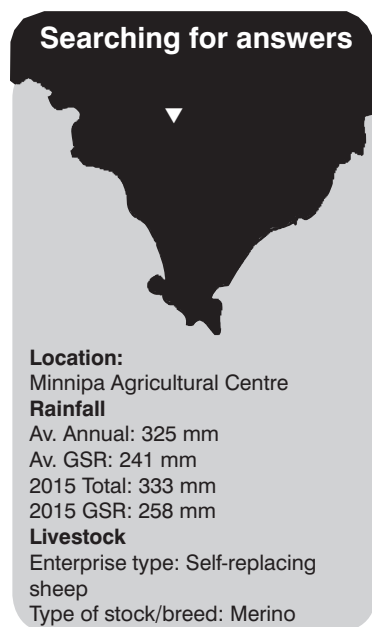 Searching for answers
Location:
Minnipa Agricultural Centre
Rainfall
Av. Annual: 325 mm
Av. GSR: 241 mm
2015 Total: 333 mm
2015 GSR: 258 mm
Livestock
Enterprise type: Self-replacing
sheep
Type of stock/breed: Merino